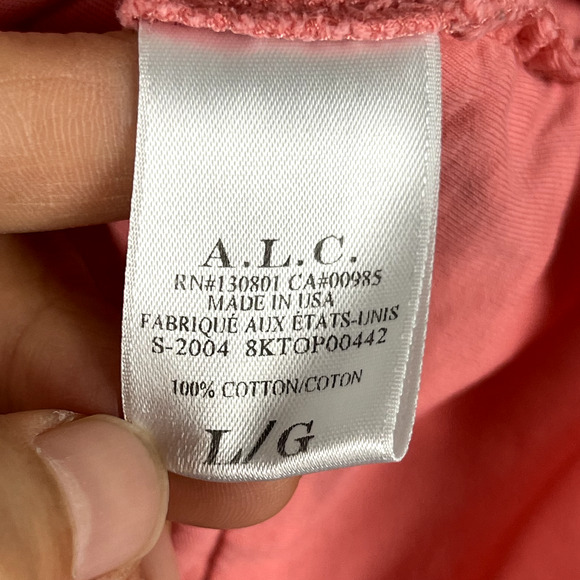 A.L.C.
RN#130801 CA#00985
MADE IN USA
FABRIQUÉ AUX ÉTATS-UNIS
S-2004 8KTOP00442
100% COTTON/COTON
L/G